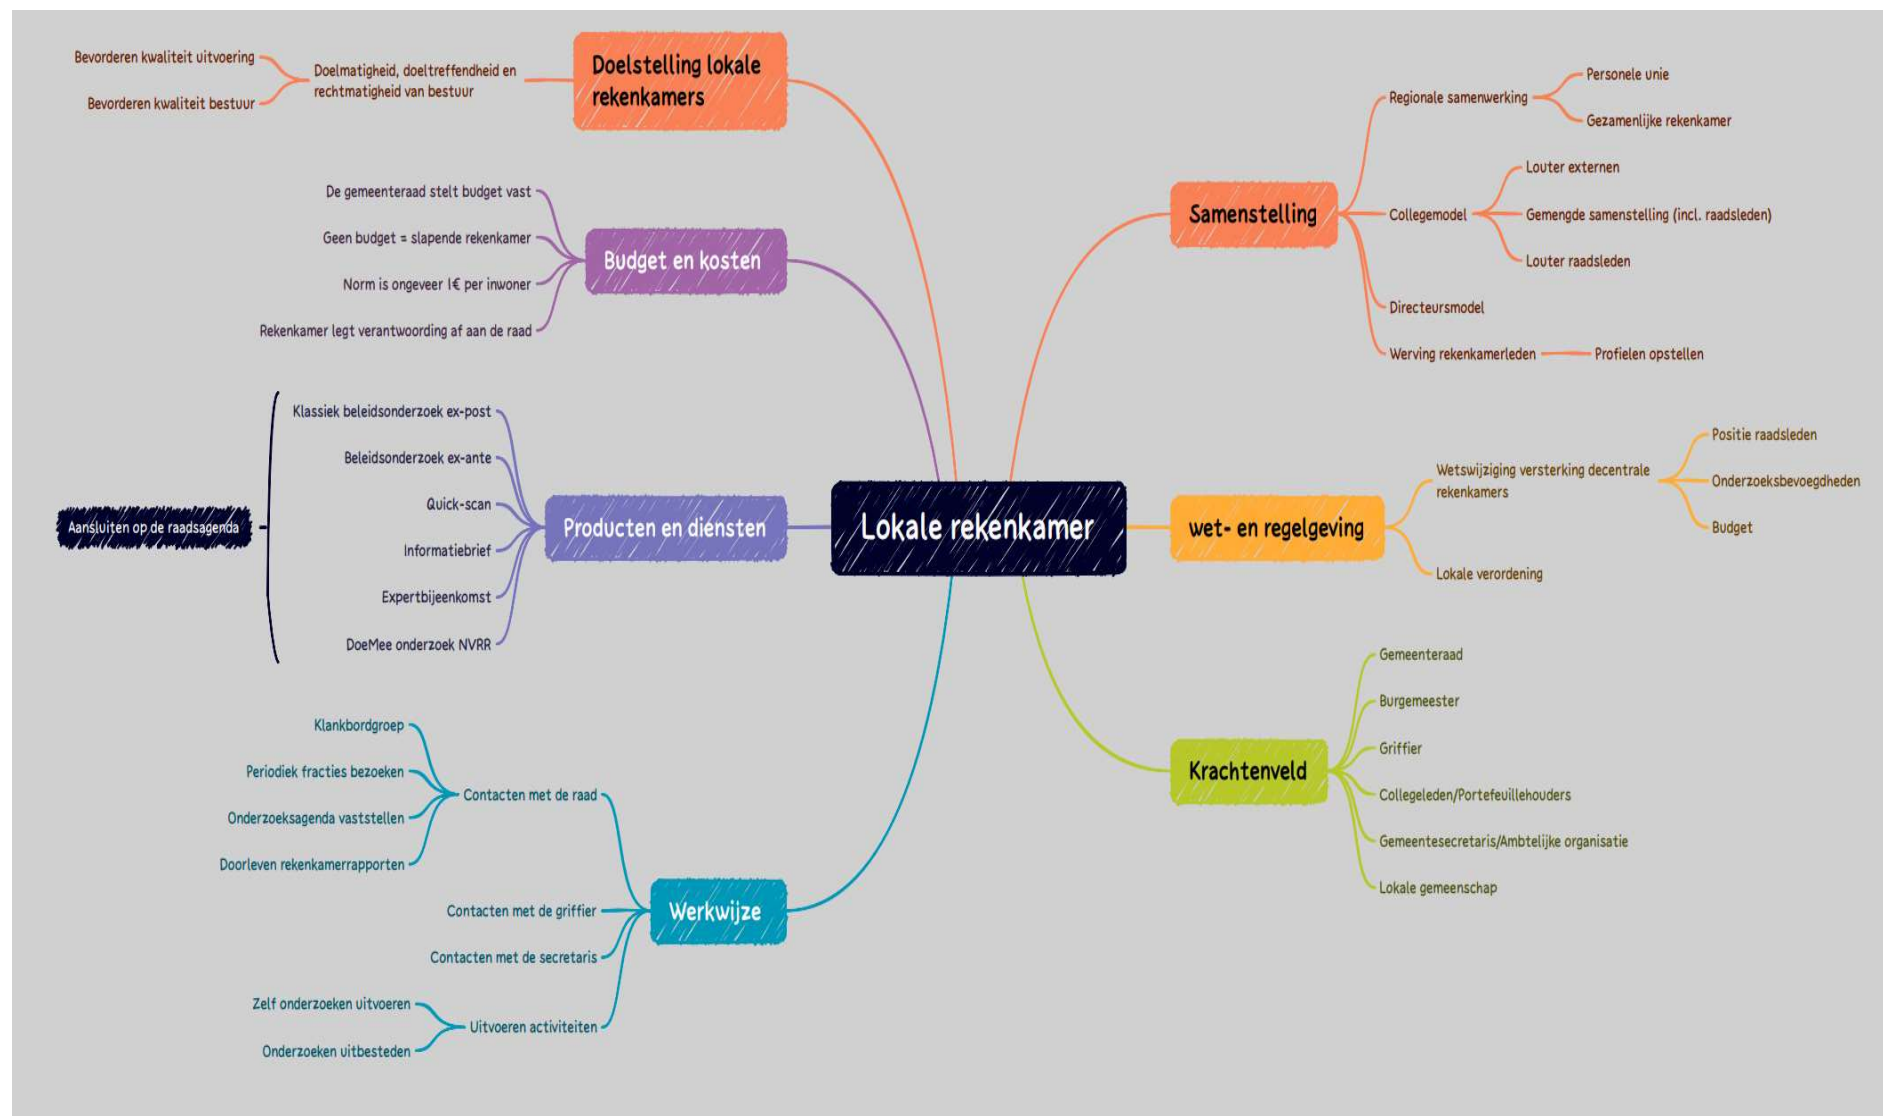 Lokale rekenkamer
Doelstelling lokale
rekenkamers
Doelmatigheid, doeltreffendheid en
rechtmatigheid van bestuur
Bevorderen kwaliteit uitvoering
Bevorderen kwaliteit bestuur
Budget en kosten
De gemeenteraad stelt budget vast
Geen budget = slapende rekenkamer
Norm is ongeveer 1€ per inwoner
Rekenkamer legt verantwoording af aan de raad
Producten en diensten
Klassiek beleidsonderzoek ex-post
Beleidsonderzoek ex-ante
Quick-scan
Informatiebrief
Expertbijeenkomst
DoeMee onderzoek NVRR
Aansluiten op de raadsagenda
Werkwijze
Contacten met de raad
Klankbordgroep
Periodiek fracties bezoeken
Onderzoeksagenda vaststellen
Doorleven rekenkamerrapporten
Contacten met de griffier
Contacten met de secretaris
Uitvoeren activiteiten
Zelf onderzoeken uitvoeren
Onderzoeken uitbesteden
Samenstelling
Regionale samenwerking
Personele unie
Gezamenlijke rekenkamer
Collegemodel
Louter externen
Gemengde samenstelling (incl. raadsleden)
Louter raadsleden
Directeursmodel
Werving rekenkamerleden
Profielen opstellen
wet- en regelgeving
Wetswijziging versterking decentrale
rekenkamers
Positie raadsleden
Onderzoeksbevoegdheden
Budget
Lokale verordening
Krachtenveld
Gemeenteraad
Burgemeester
Griffier
Collegeleden/Portefeuillehouders
Gemeentesecretaris/Ambtelijke organisatie
Lokale gemeenschap